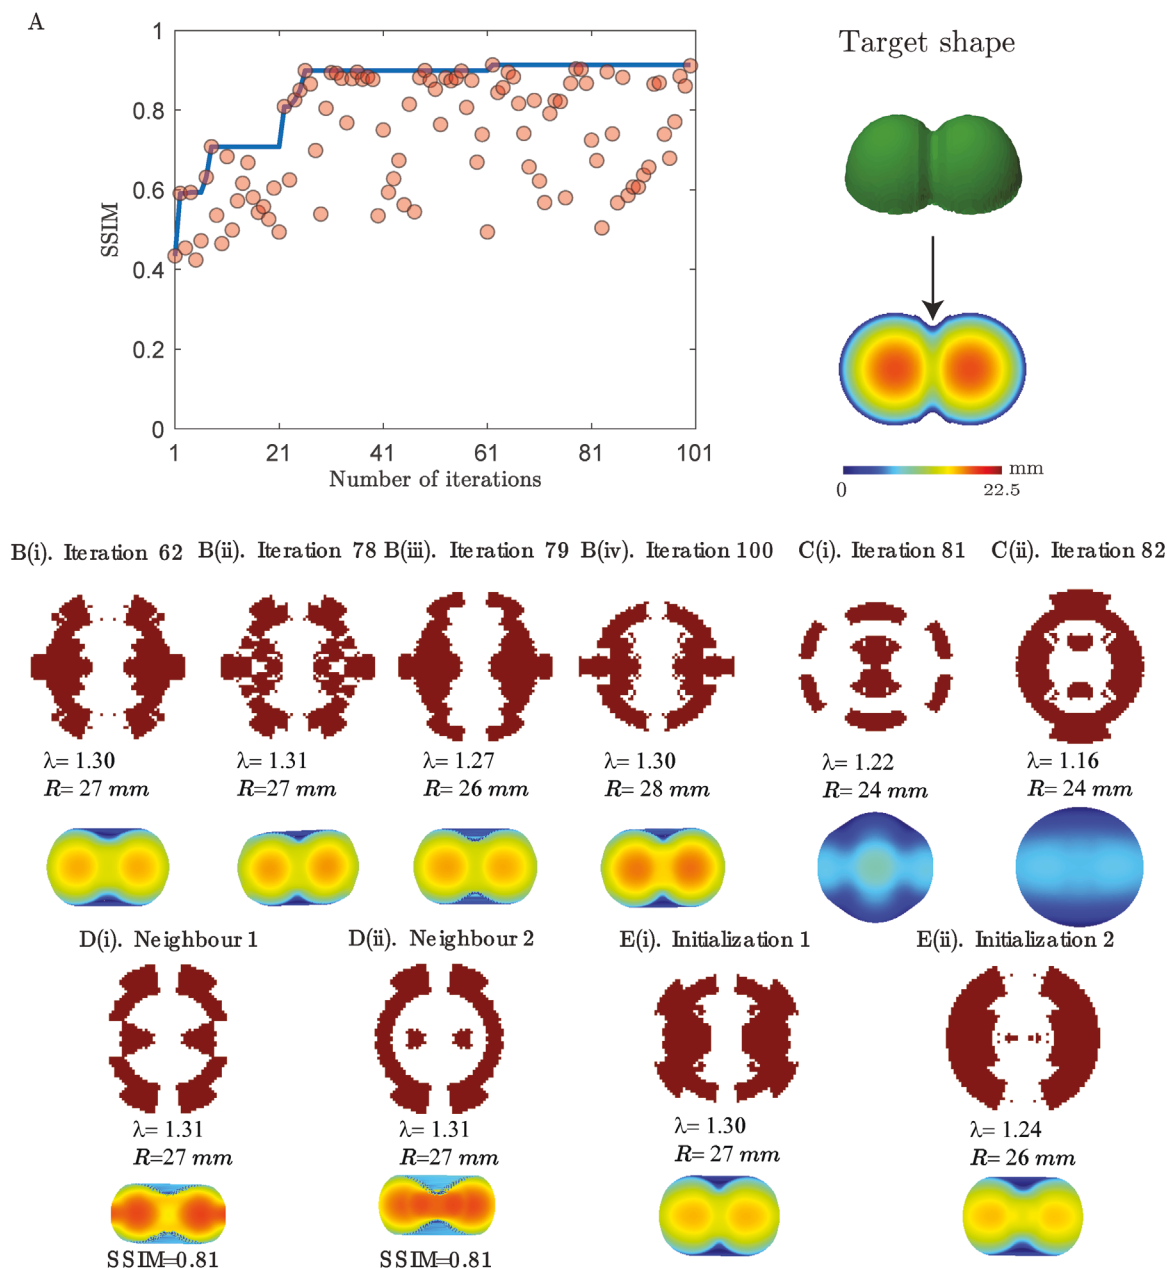 A
Target shape
1
0.8
0.6
0.4
0.2
0
SSIM
1 21 41 61 81 101
Number of iterations
mm
0 22.5
B(i). Iteration 62 B(ii). Iteration 78 B(iii). Iteration 79 B(iv). Iteration 100 C(i). Iteration 81 C(ii). Iteration 82
λ= 1.30 λ= 1.31 λ= 1.27 λ= 1.30 λ= 1.22 λ= 1.16
R= 27 mm R=27 mm R= 26 mm R= 28 mm R= 24 mm R= 24 mm
D(i). Neighbour 1 D(ii). Neighbour 2 E(i). Initialization 1 E(ii). Initialization 2
λ= 1.31 λ= 1.31 λ= 1.30 λ= 1.24
R=27 mm R=27 mm R= 27 mm R= 26 mm
SSIM=0.81 SSIM=0.81